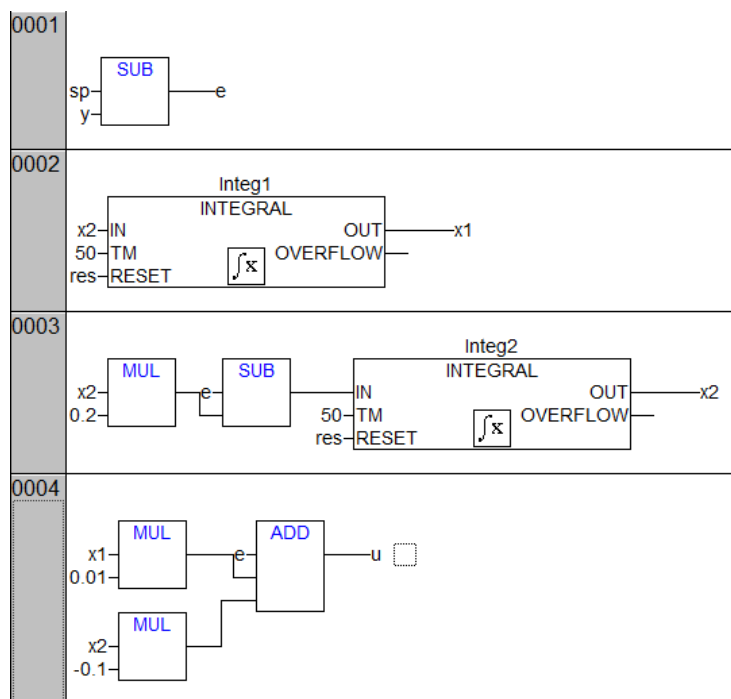 0001
SUB
sp e
y
0002
Integ1
INTEGRAL
x2 IN OUT x1
50 TM OVERFLOW
res RESET
∫x
0003
Integ2
MUL SUB INTEGRAL
x2 e IN OUT x2
0.2 50 TM OVERFLOW
res RESET
∫x
0004
MUL ADD
x1 e u
0.01
MUL
x2
-0.1